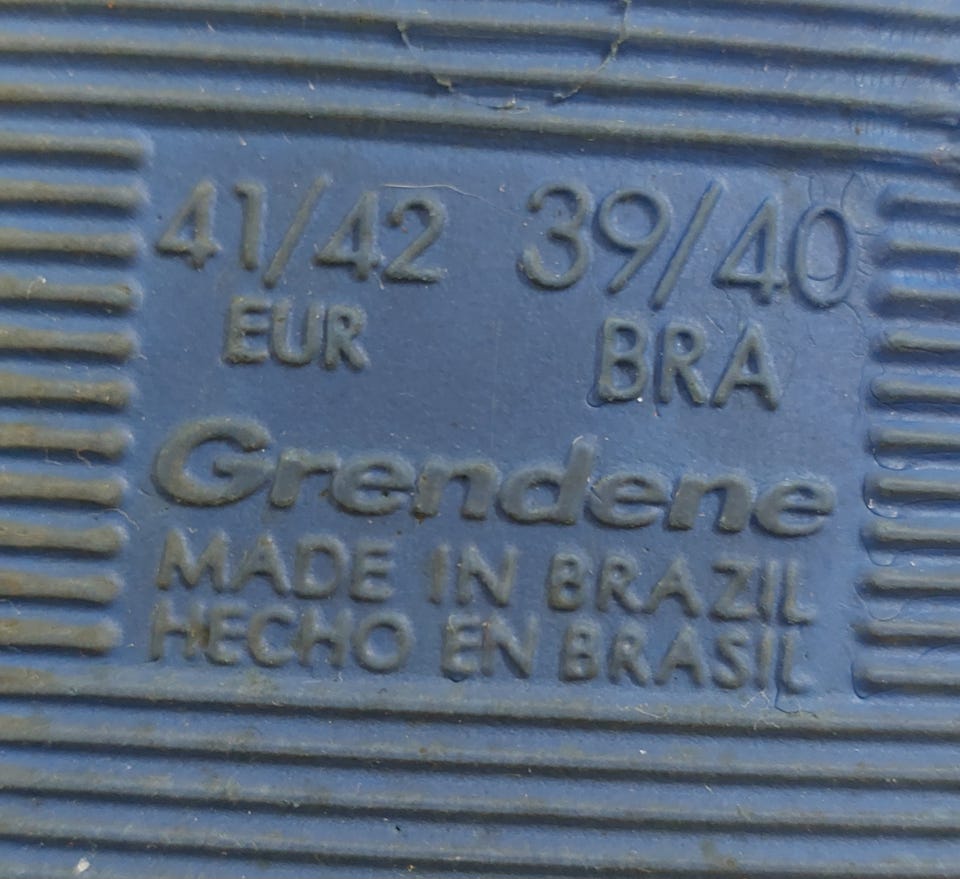 41/42 39/40
EUR BRA
Grendene
MADE IN BRAZIL
HECHO EN BRASIL